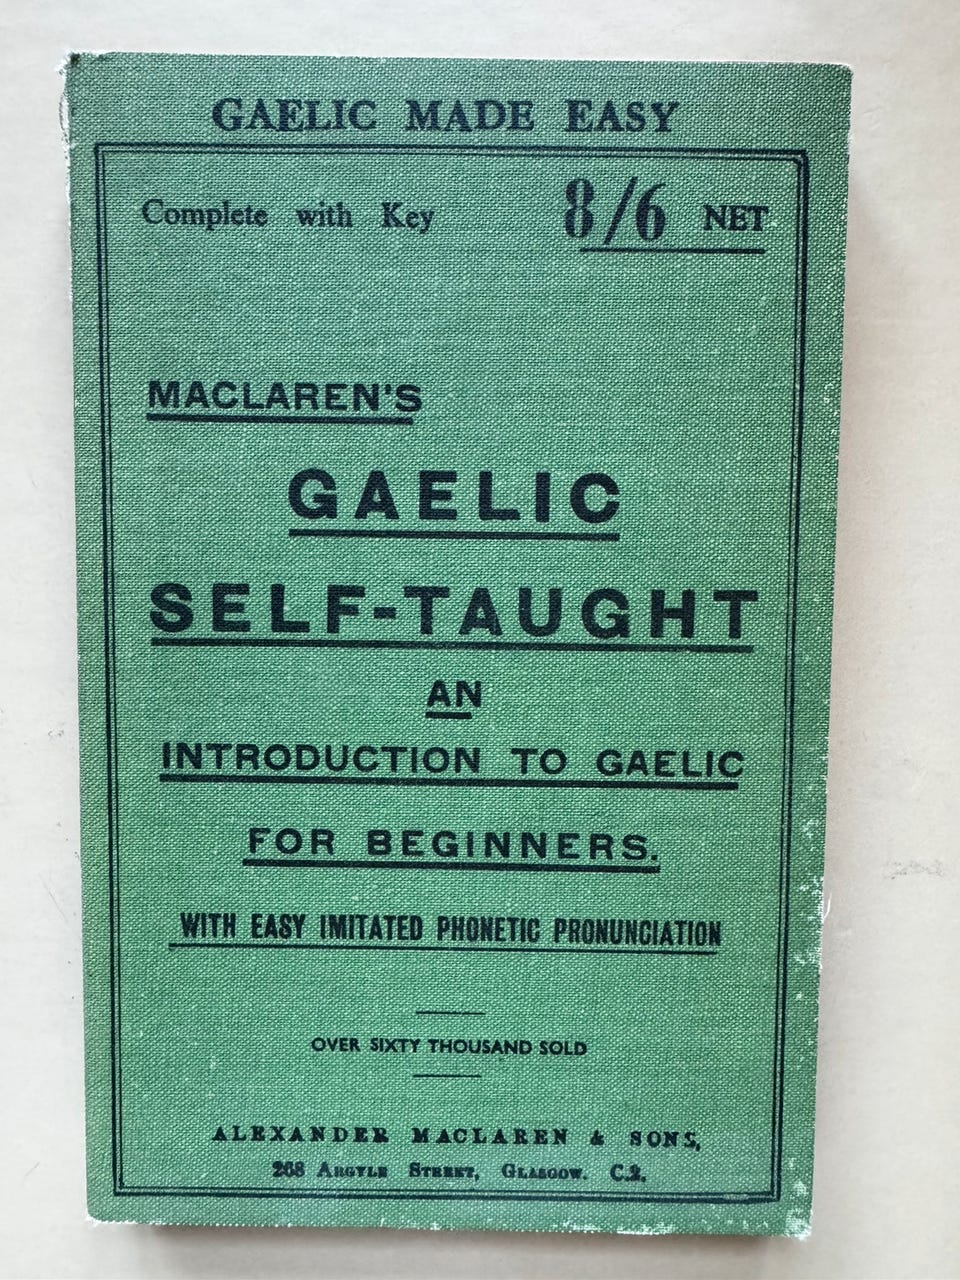 GAELIC MADE EASY
Complete with Key 8/6 NET
MACLAREN'S
GAELIC
SELF-TAUGHT
AN
INTRODUCTION TO GAELIC
FOR BEGINNERS.
WITH EASY IMITATED PHONETIC PRONUNCIATION
OVER SIXTY THOUSAND SOLD
ALEXANDER MACLAREN & SONS,
268 ARGYLE STREET, GLASGOW. C.2.